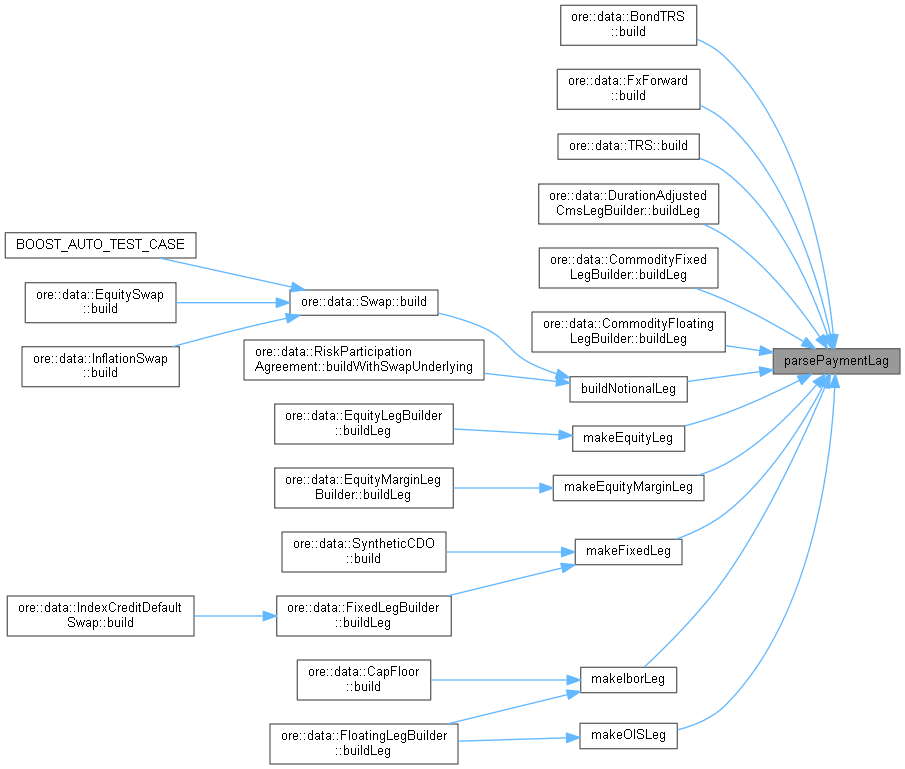 ore::data::BondTRS
::build
ore::data::FxForward
::build
ore::data::TRS::build
ore::data::DurationAdjusted
CmsLegBuilder::buildLeg
BOOST_AUTO_TEST_CASE
ore::data::CommodityFixed
LegBuilder::buildLeg
ore::data::EquitySwap
::build
ore::data::Swap::build
ore::data::CommodityFloating
LegBuilder::buildLeg
ore::data::InflationSwap
::build
ore::data::RiskParticipation
Agreement::buildWithSwapUnderlying
parsePaymentLag
buildNotionalLeg
ore::data::EquityLegBuilder
::buildLeg
makeEquityLeg
ore::data::EquityMarginLeg
Builder::buildLeg
makeEquityMarginLeg
ore::data::SyntheticCDO
::build
makeFixedLeg
ore::data::IndexCreditDefault
Swap::build
ore::data::FixedLegBuilder
::buildLeg
ore::data::CapFloor
::build
makeIborLeg
ore::data::FloatingLegBuilder
::buildLeg
makeOISLeg